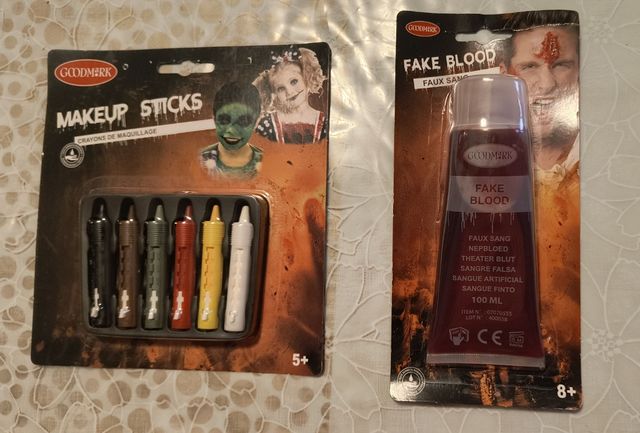 GOODMARK
MAKEUP STICKS
CRAYONS DE MAQUILLAGE
5+
GOODMARK
FAKE BLOOD
FAUX SANG
GOODMARK
FAKE
BLOOD
FAUX SANG
NEPBLOED
THEATER BLUT
SANGRE FALSA
SANGUE ARTIFICIAL
SANGUE FINTO
100 ML
CE
8+